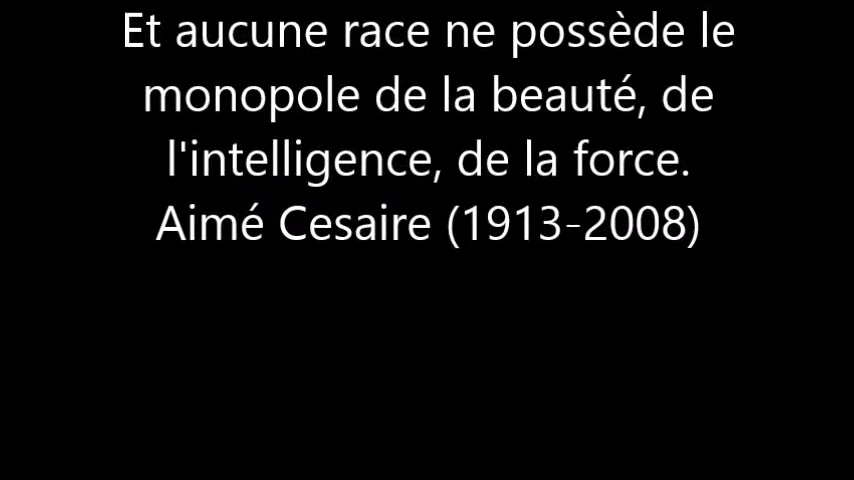 Et aucune race ne possède le
monopole de la beauté, de
l'intelligence, de la force.
Aimé Cesaire (1913-2008)